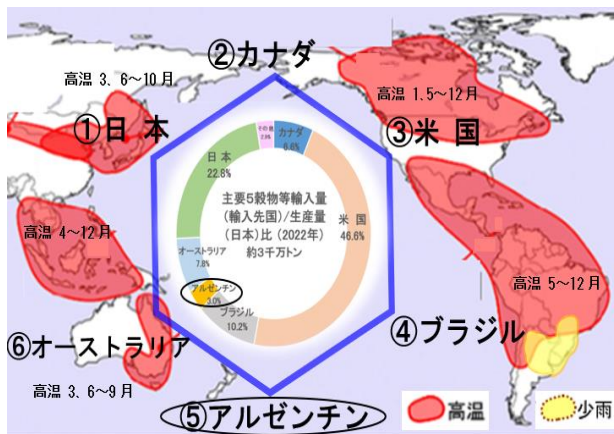 ②カナダ
高温 3、6～10月
高温 1.5～12月
①日 本
③米 国
その他
2.0%
カナダ
8.6%
日本
22.8%
主要5穀物等輸入量
(輸入先国)/生産量
(日本)比 (2022年)
約3千万トン
米 国
46.6%
高温 4～12月
オーストラリア
7.8%
アルゼンチン
3.0%
ブラジル
10.2%
高温 5～12月
④ブラジル
⑥オーストラリア
高温 3、6～9月
⑤アルゼンチン
高温
少雨